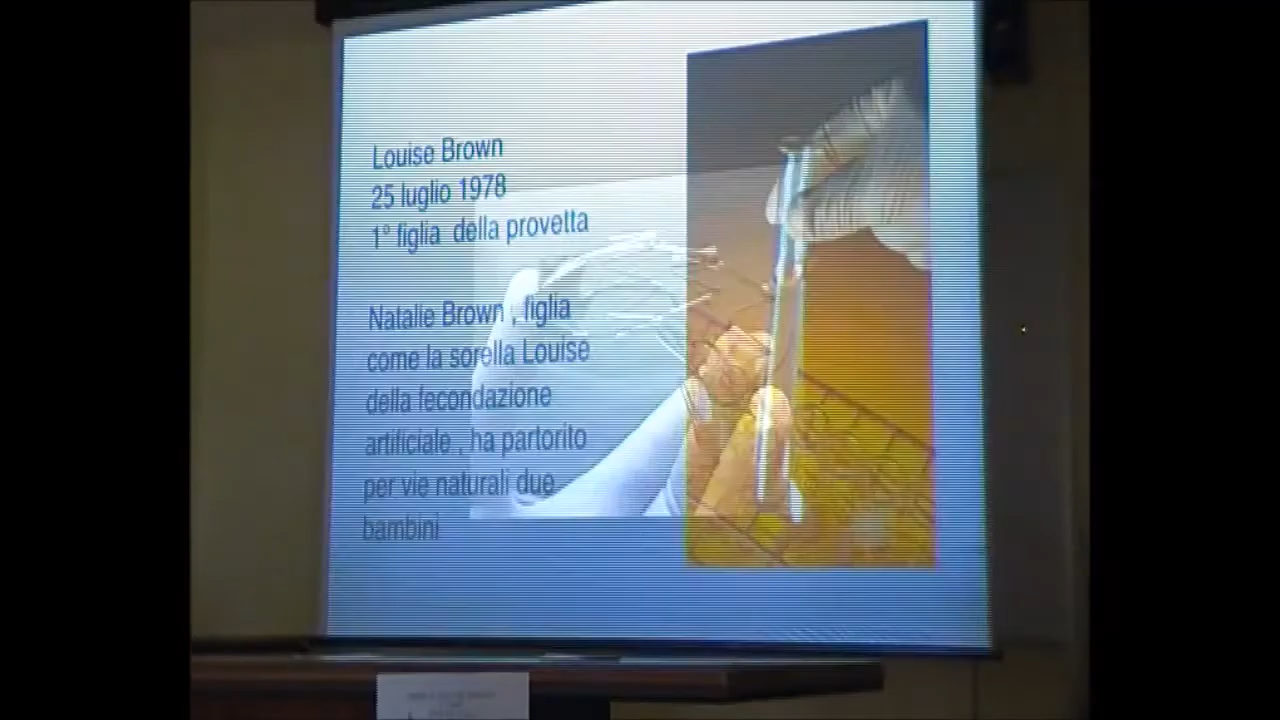 Louise Brown
25 luglio 1978
1° figlia della provetta
Natalie Brown , figlia
come la sorella Louise
della fecondazione
artificiale , ha partorito
per vie naturali due
bambini